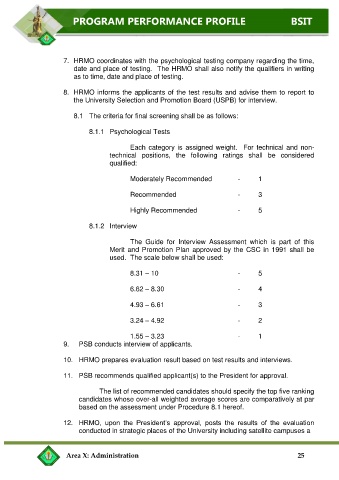 PROGRAM PERFORMANCE PROFILE BSIT
7. HRMO coordinates with the psychological testing company regarding the time,
date and place of testing. The HRMO shall also notify the qualifiers in writing
as to time, date and place of testing.
8. HRMO informs the applicants of the test results and advise them to report to
the University Selection and Promotion Board (USPB) for interview.
8.1 The criteria for final screening shall be as follows:
8.1.1 Psychological Tests
Each category is assigned weight. For technical and non-
technical positions, the following ratings shall be considered
qualified:
Moderately Recommended - 1
Recommended - 3
Highly Recommended - 5
8.1.2 Interview
The Guide for Interview Assessment which is part of this
Merit and Promotion Plan approved by the CSC in 1991 shall be
used. The scale below shall be used:
8.31 – 10 - 5
6.62 – 8.30 - 4
4.93 – 6.61 - 3
3.24 – 4.92 - 2
1.55 – 3.23 - 1
9. PSB conducts interview of applicants.
10. HRMO prepares evaluation result based on test results and interviews.
11. PSB recommends qualified applicant(s) to the President for approval.
The list of recommended candidates should specify the top five ranking
candidates whose over-all weighted average scores are comparatively at par
based on the assessment under Procedure 8.1 hereof.
12. HRMO, upon the President's approval, posts the results of the evaluation
conducted in strategic places of the University including satellite campuses a
Area X: Administration 25